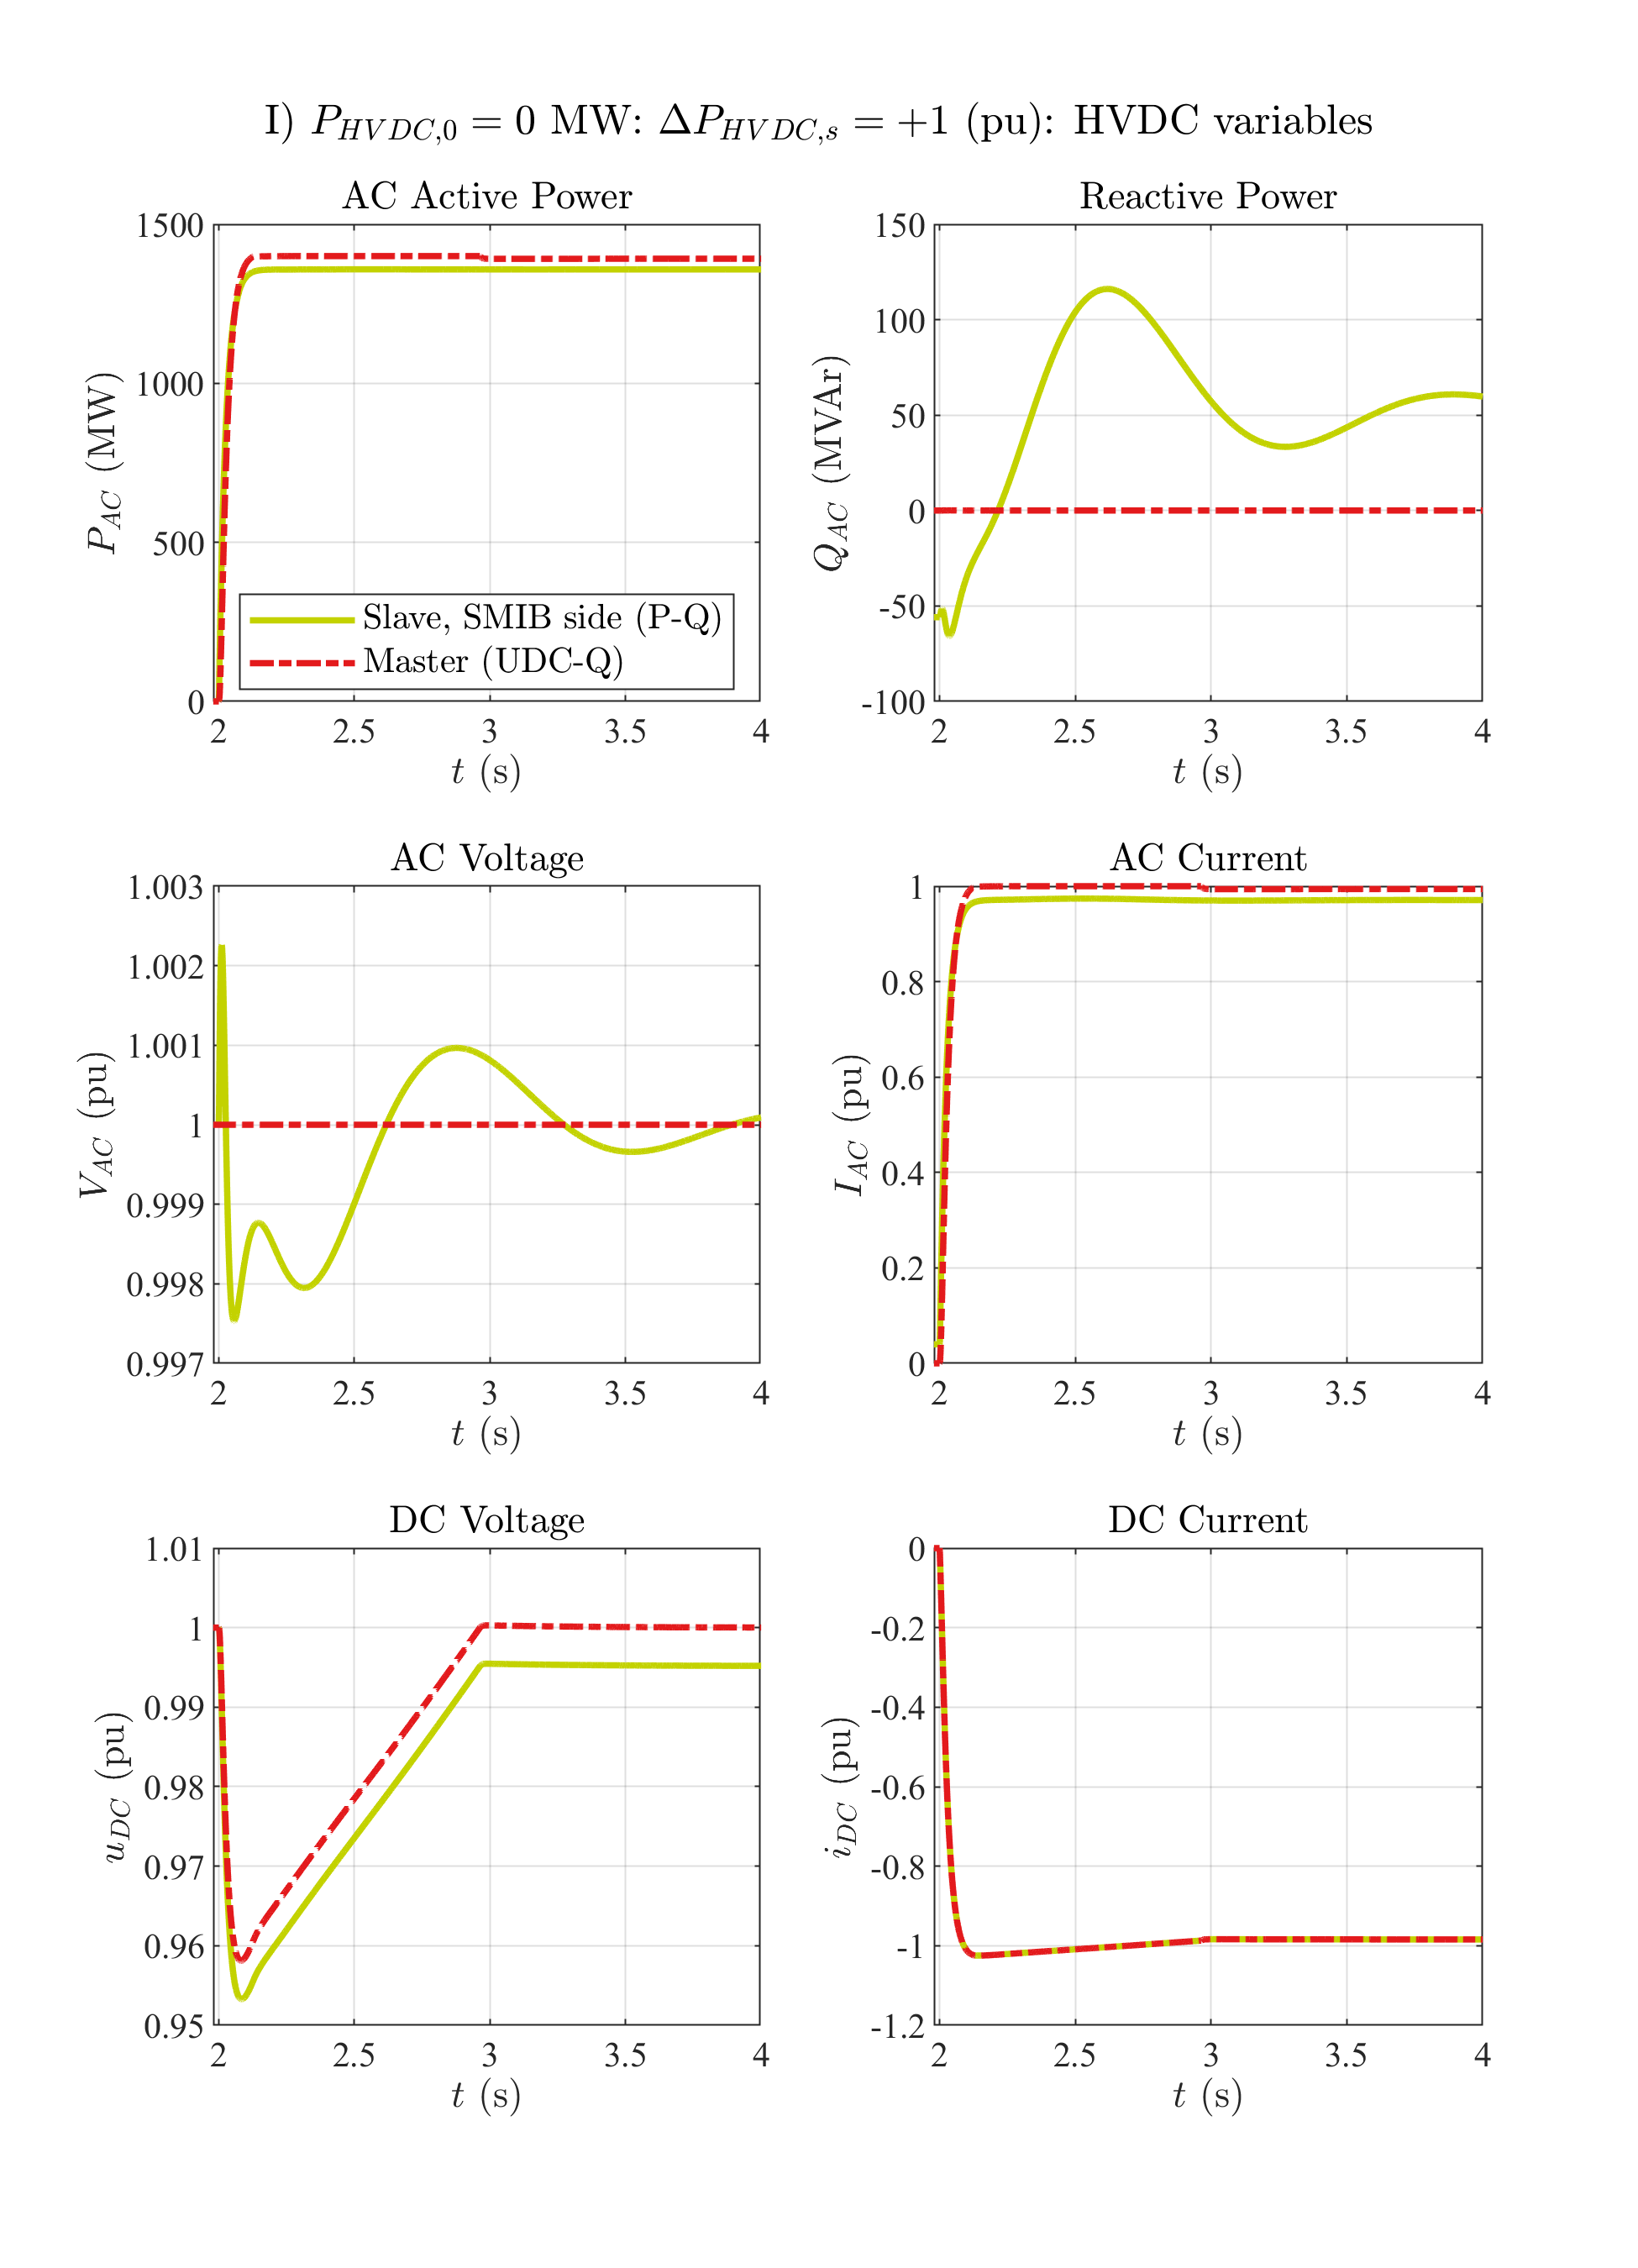 I) P_{HVDC,0} = 0 MW: ΔP_{HVDC,s} = +1 (pu): HVDC variables
AC Active Power
1500
1000
500
0
P_{AC} (MW)
Slave, SMIB side (P-Q)
Master (UDC-Q)
2 2.5 3 3.5 4
t (s)
Reactive Power
150
100
50
0
-50
-100
Q_{AC} (MVAr)
2 2.5 3 3.5 4
t (s)
AC Voltage
1.003
1.002
1.001
1
0.999
0.998
0.997
V_{AC} (pu)
2 2.5 3 3.5 4
t (s)
AC Current
1
0.8
0.6
0.4
0.2
0
I_{AC} (pu)
2 2.5 3 3.5 4
t (s)
DC Voltage
1.01
1
0.99
0.98
0.97
0.96
0.95
u_{DC} (pu)
2 2.5 3 3.5 4
t (s)
DC Current
0
-0.2
-0.4
-0.6
-0.8
-1
-1.2
i_{DC} (pu)
2 2.5 3 3.5 4
t (s)